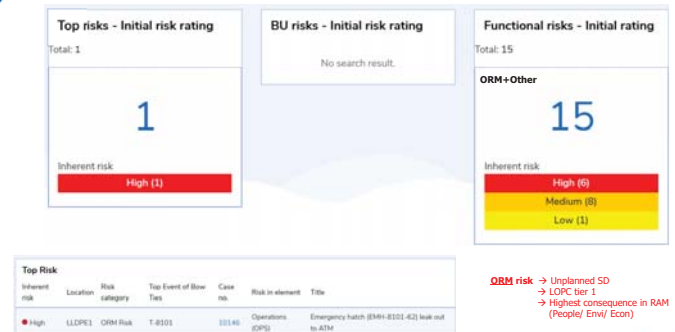 Top risks - Initial risk rating
Total: 1
1
Inherent risk
High (1)
BU risks - Initial risk rating
No search result.
Functional risks - Initial rating
Total: 15
ORM+Other
15
Inherent risk
High (6)
Medium (8)
Low (1)
Top Risk
Inherent risk Location Risk category Top Event of Bow Ties Case no. Risk in element Title
High LLDPE1 ORM Risk T-8101 10146 Operations (OPS) Emergency hatch (EMH-8101-62) leak out to ATM
ORM risk → Unplanned SD
→ LOPC tier 1
→ Highest consequence in RAM
(People/ Envi/ Econ)